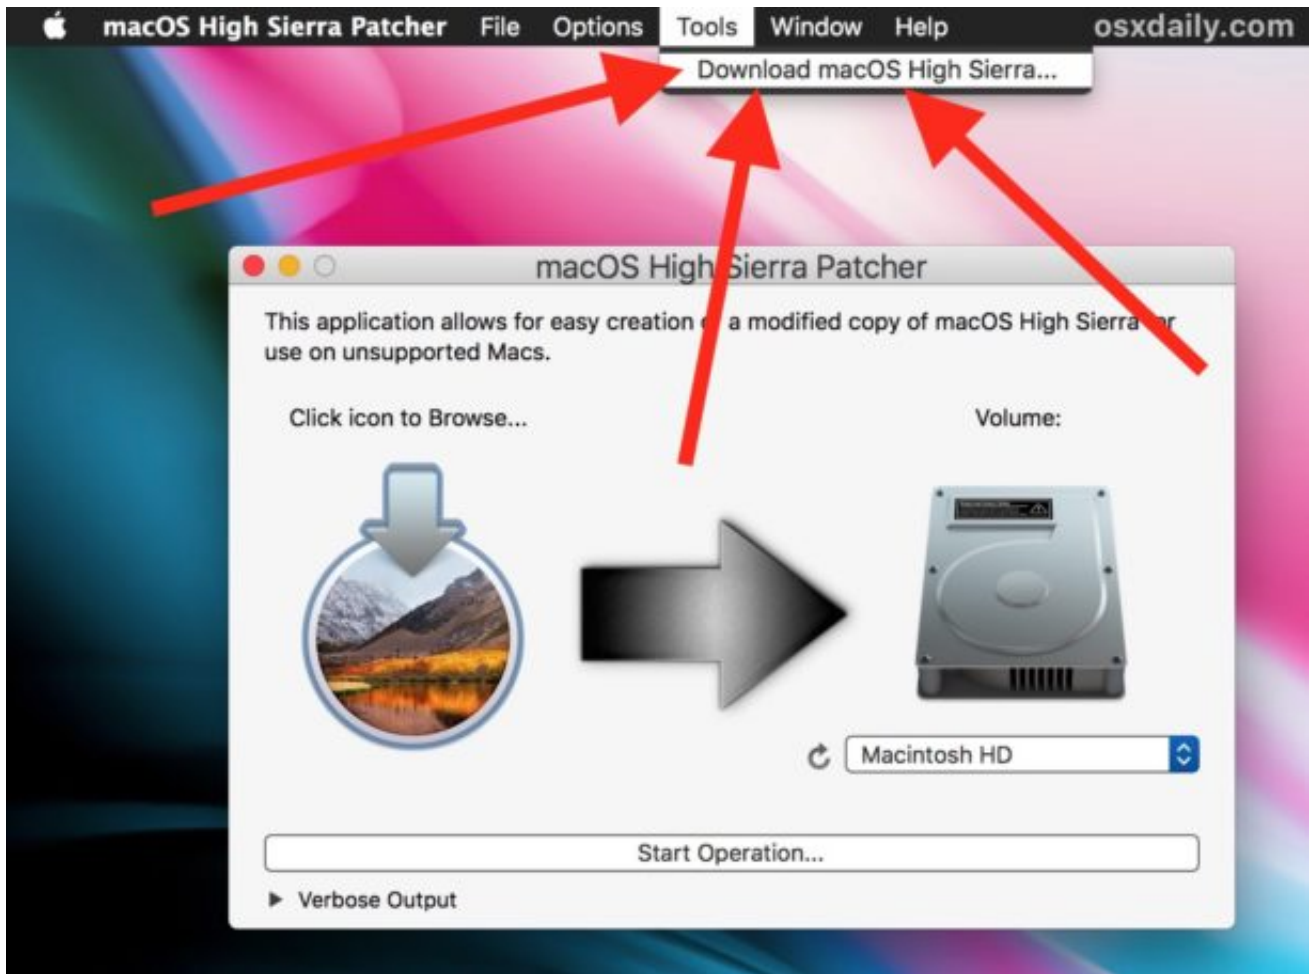 macOS High Sierra Patcher File Options Tools Window Help osxdaily.com
Download macOS High Sierra...
macOS High Sierra Patcher
This application allows for easy creation a modified copy of macOS High Sierra
use on unsupported Macs.
Click icon to Browse... Volume:
Macintosh HD
Start Operation...
Verbose Output